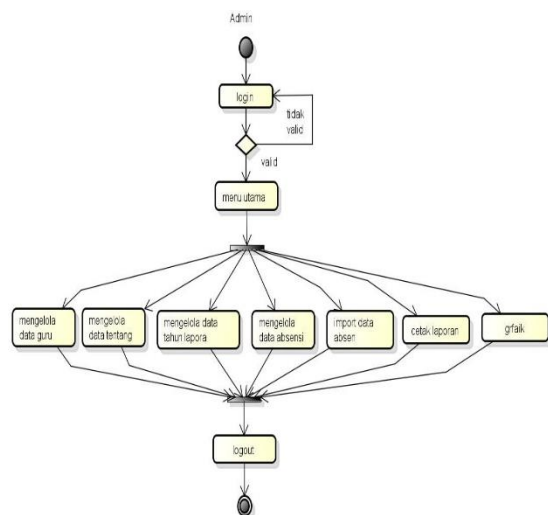 Admin
login
tidak
valid
valid
menu utama
mengelola
data guru
mengelola
data tentang
mengelola data
tahun lapora
mengelola
data absensi
import data
absen
cetak laporan
grfaik
logout